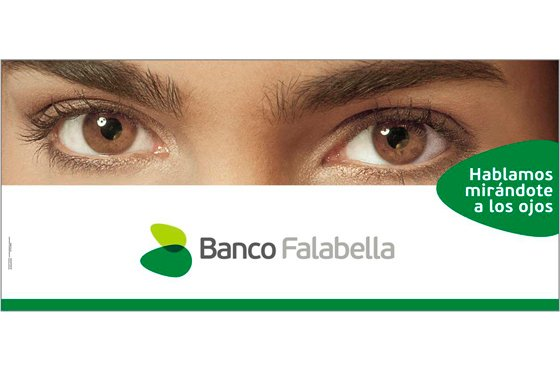 Hablamos
mirándote
a los ojos
Banco Falabella